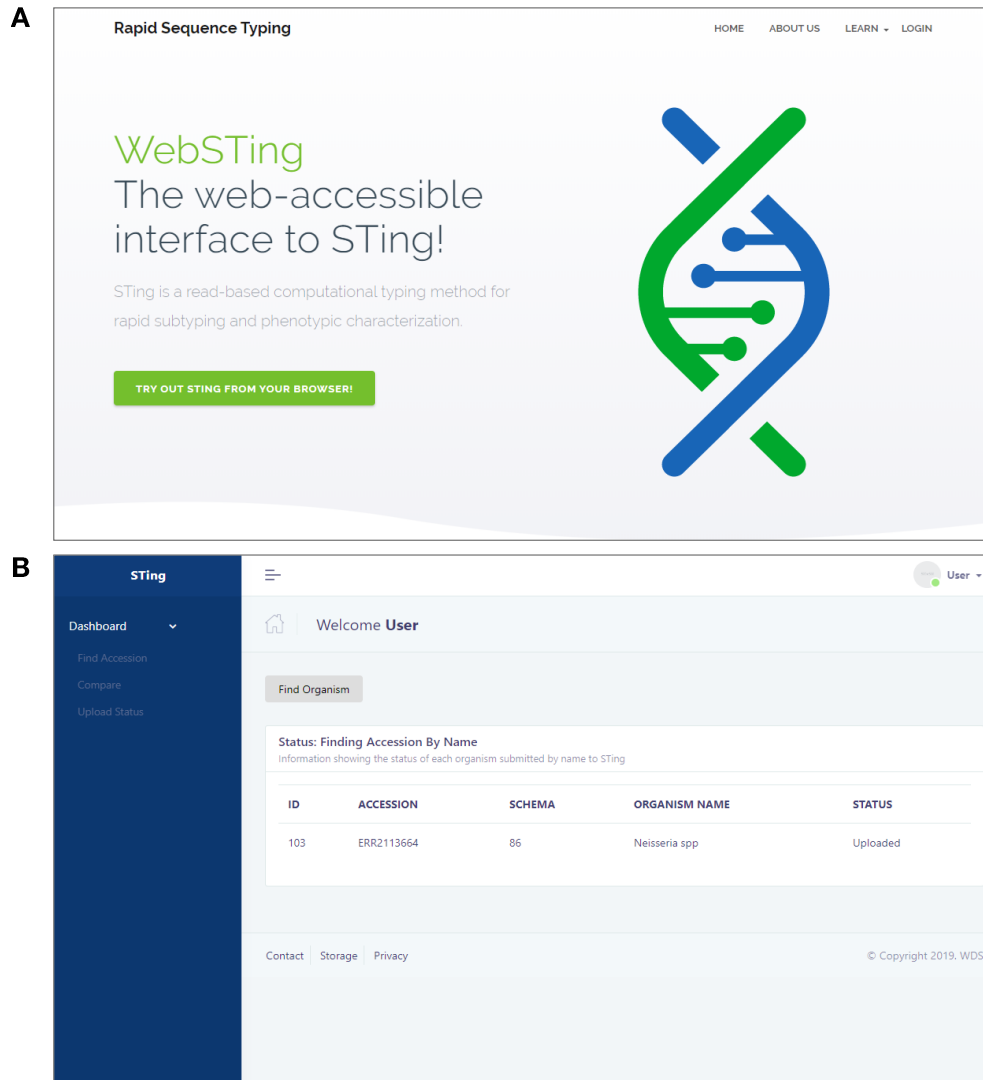 A
Rapid Sequence Typing
HOME ABOUT US LEARN LOGIN
WebSTing
The web-accessible
interface to STing!
STing is a read-based computational typing method for
rapid subtyping and phenotypic characterization.
TRY OUT STING FROM YOUR BROWSER!
B
STing
User
Dashboard
Welcome User
Find Accession
Compare
Upload Status
Find Organism
Status: Finding Accession By Name
Information showing the status of each organism submitted by name to STing
ID ACCESSION SCHEMA ORGANISM NAME STATUS
103 ERR2113664 86 Neisseria spp Uploaded
Contact Storage Privacy
© Copyright 2019. WDS